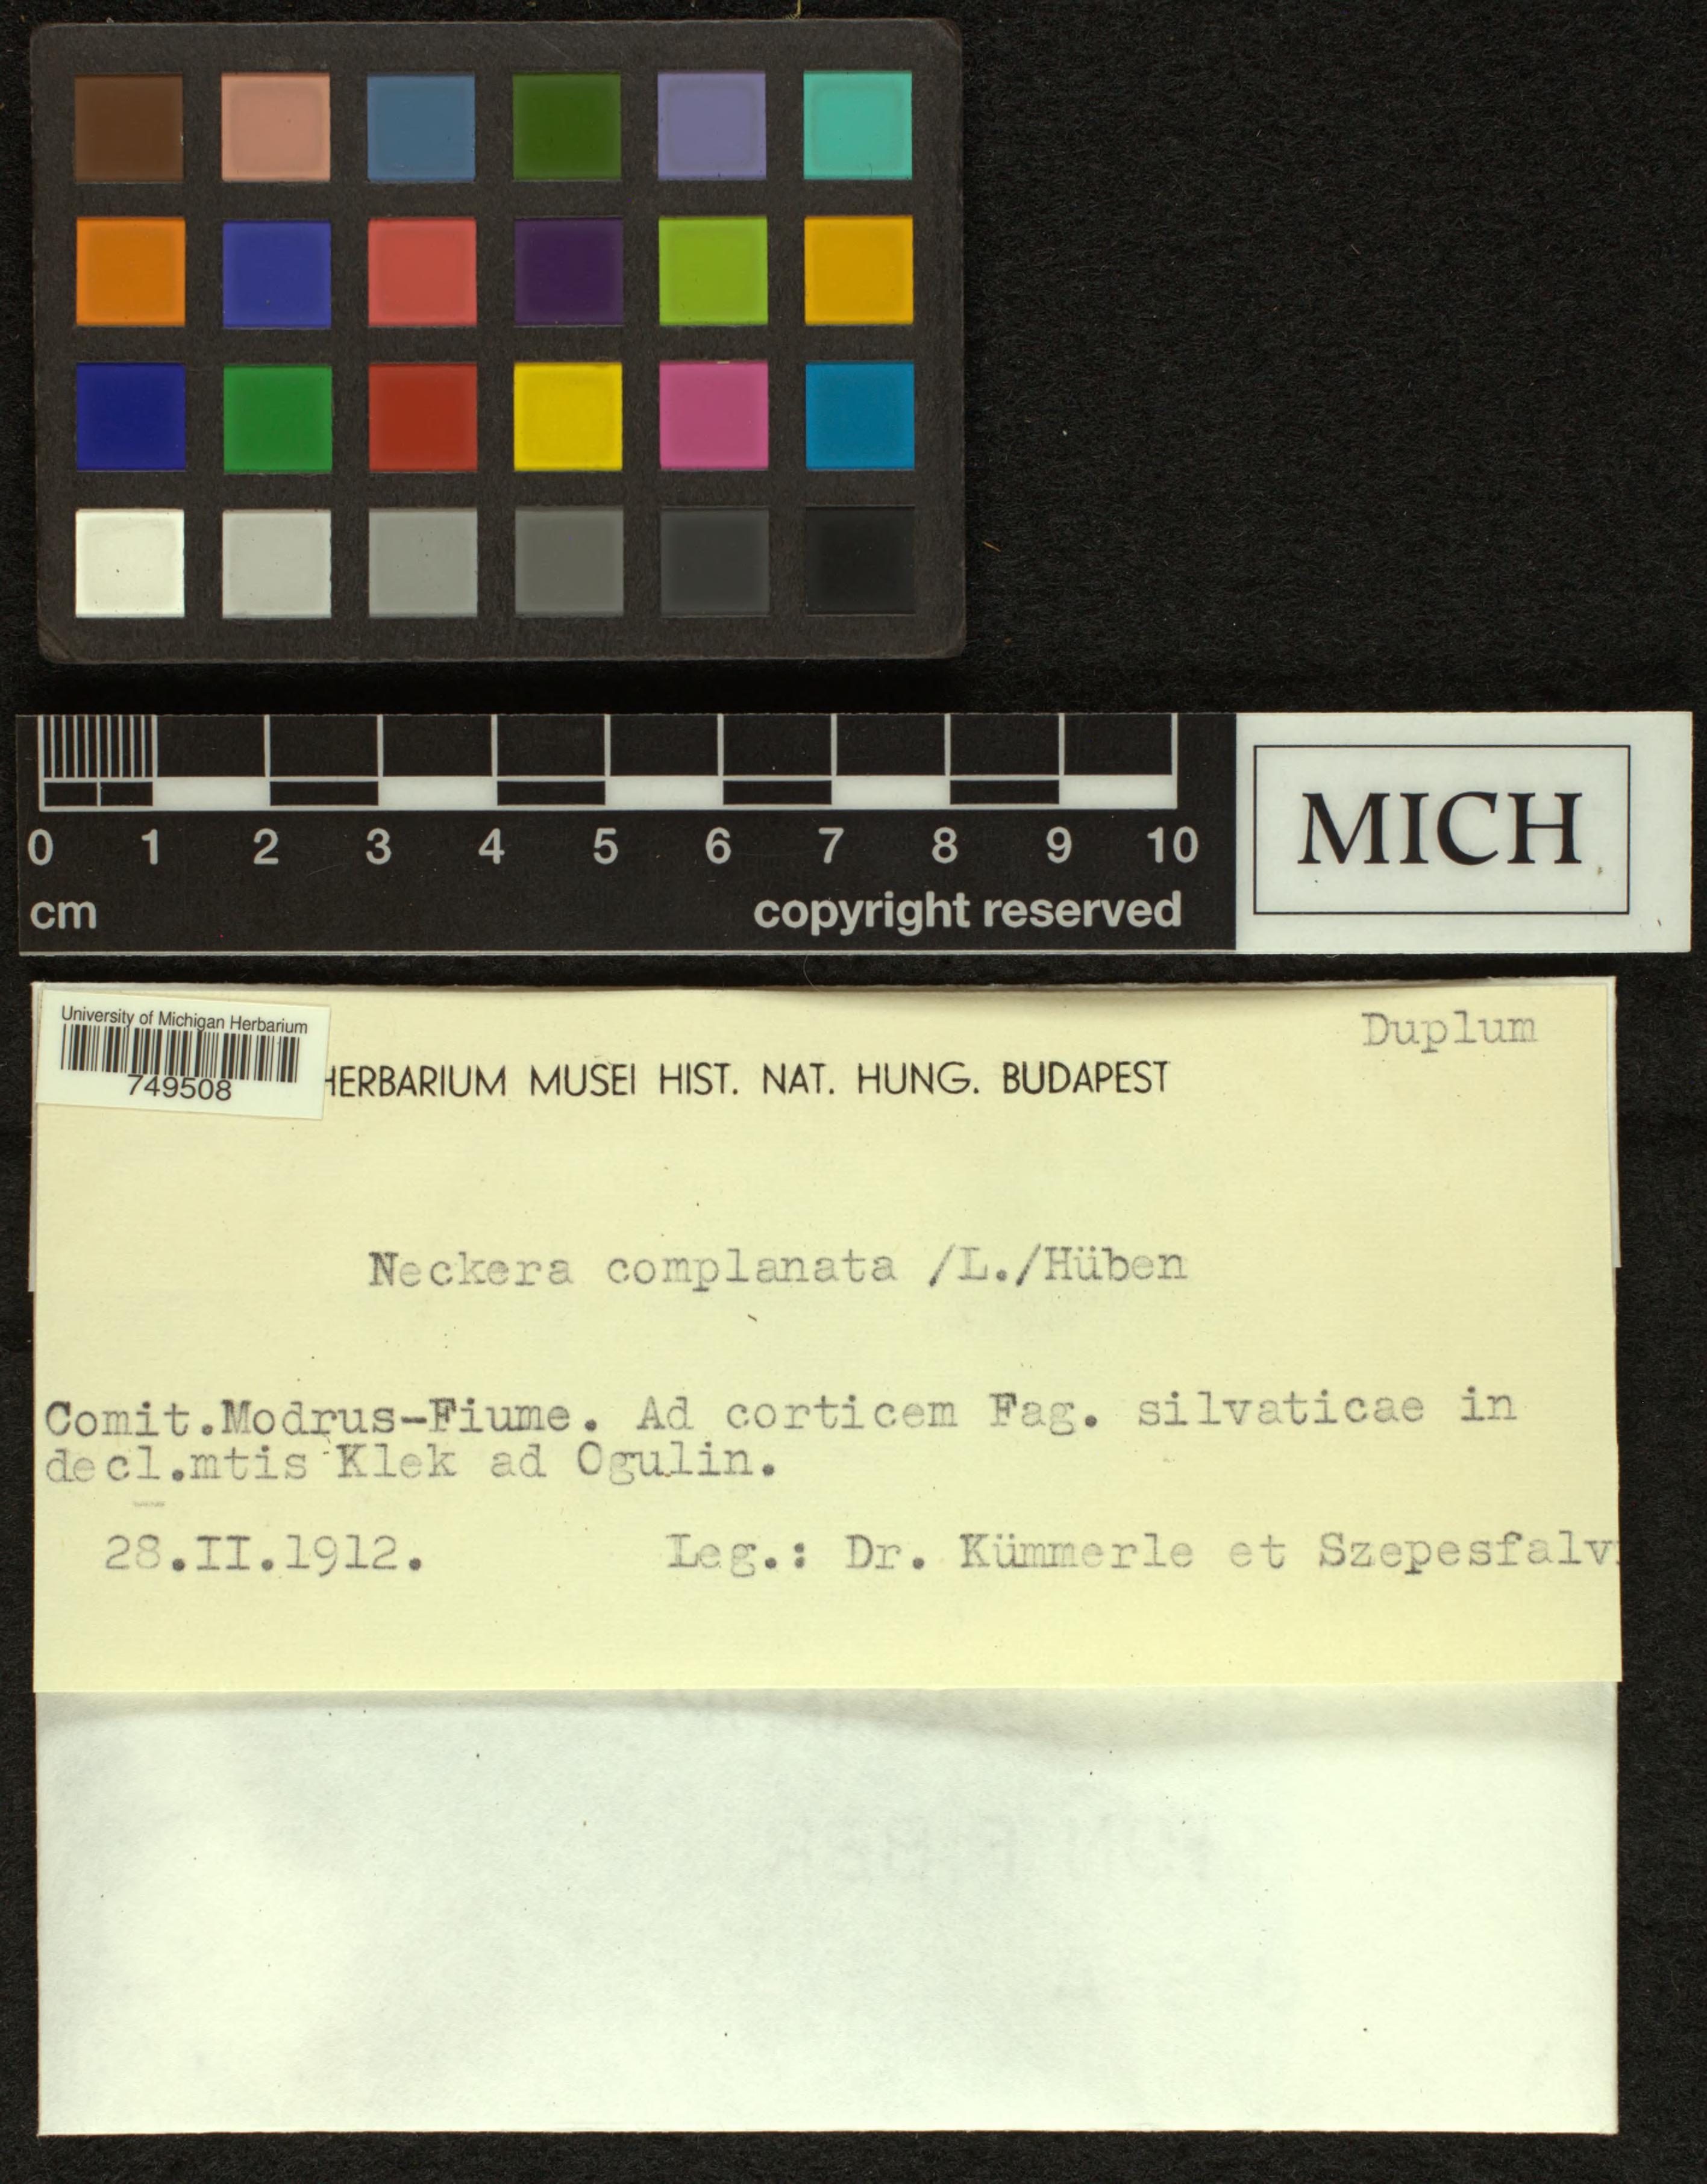 0 1 2 3 4 5 6 7 8 9 10
cm copyright reserved
MICH
University of Michigan Herbarium
749508
Duplum
HERBARIUM MUSEI HIST. NAT. HUNG. BUDAPEST
Neckera complanata /L./Hüben
Comit.Modrus-Fiume. Ad corticem Fag. silvaticae in
decl.mtis Klek ad Ogulin.
28.II.1912. Leg.: Dr. Kümmerle et Szepesfalv